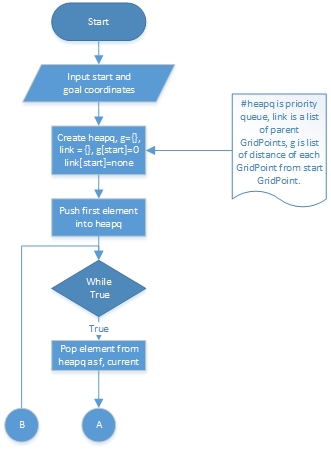 Start
Input start and
goal coordinates
Create heapq, g={},
link = {}, g[start]=0
link[start]=none
#heapq is priority
queue, link is a list
of parent
GridPoints, g is list
of distance of each
GridPoint from start
GridPoint.
Push first element
into heapq
While
True
True
Pop element from
heapq as f, current
B
A